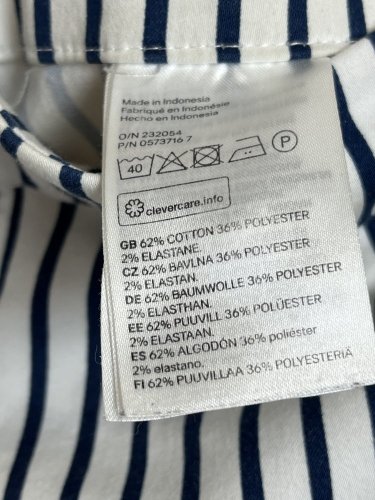 Made in Indonesia
Fabriqué en Indonésie
Hecho en Indonesia
O/N 232054
P/N 0573716 7
40
P
clevercare.info
GB 62% COTTON 36% POLYESTER
2% ELASTANE.
CZ 62% BAVLNA 36% POLYESTER
2% ELASTAN.
DE 62% BAUMWOLLE 36% POLYESTER
2% ELASTHAN.
EE 62% PUUVILL 36% POLÜESTER
2% ELASTAAN.
ES 62% ALGODÓN 36% poliéster
2% elastano.
FI 62% PUUVILLAA 36% POLYESTERIÄ